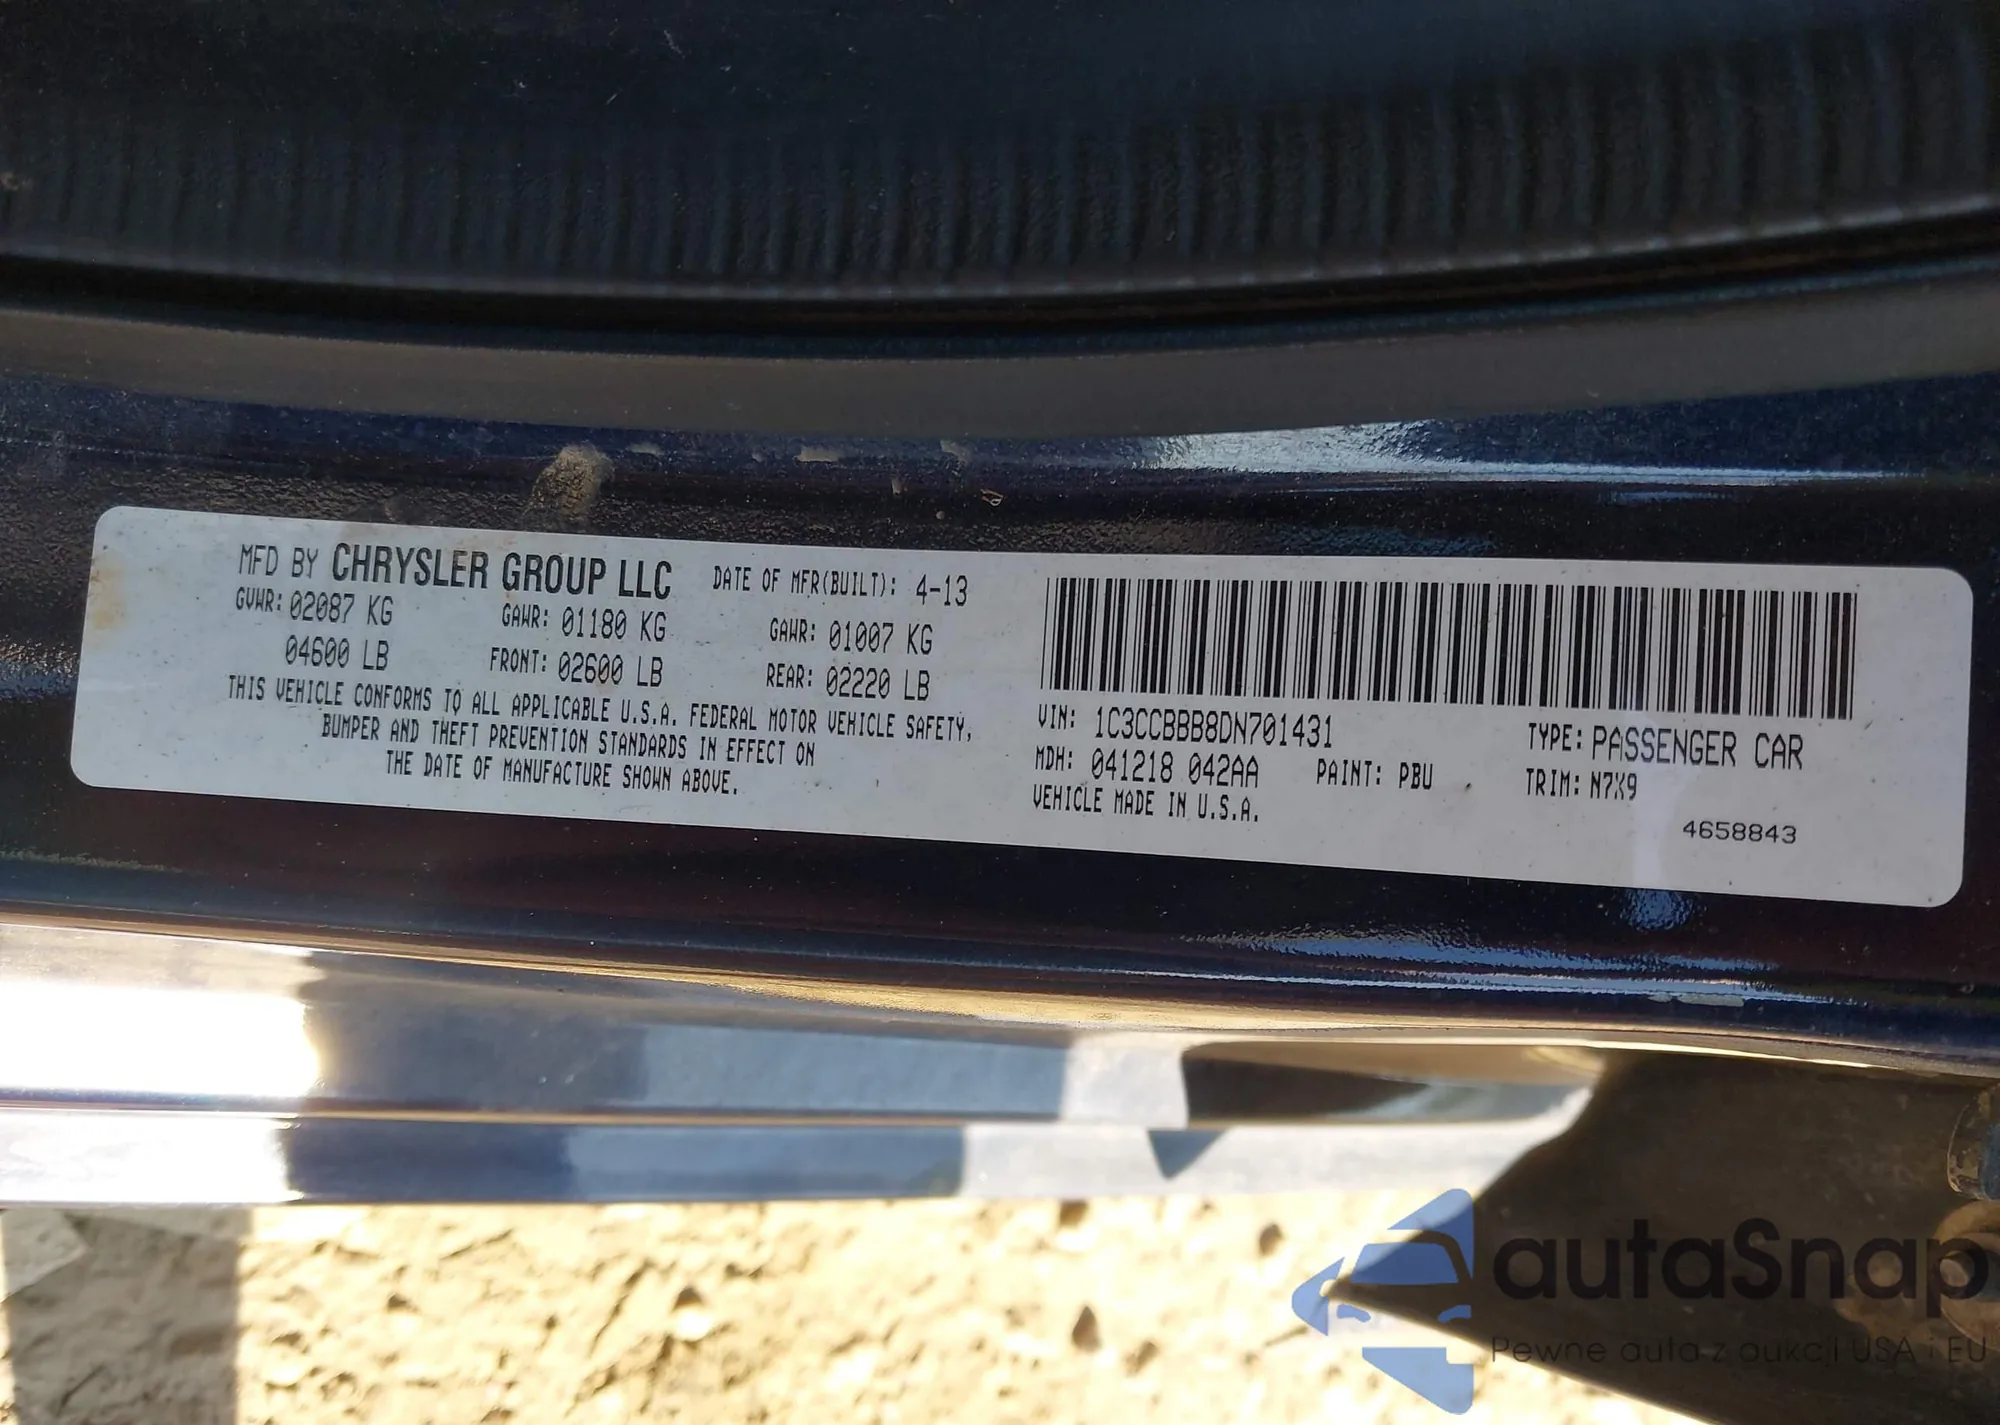 MFD BY CHRYSLER GROUP LLC DATE OF MFR(BUILT): 4-13
GVWR: 02087 KG GAWR: 01180 KG GAWR: 01007 KG
04600 LB FRONT: 02600 LB REAR: 02220 LB
THIS VEHICLE CONFORMS TO ALL APPLICABLE U.S.A. FEDERAL MOTOR VEHICLE SAFETY,
BUMPER AND THEFT PREVENTION STANDARDS IN EFFECT ON
THE DATE OF MANUFACTURE SHOWN ABOVE.
VIN: 1C3CCBBB8DN701431 TYPE: PASSENGER CAR
MDH: 041218 042AA PAINT: PBU TRIM: N7X9
VEHICLE MADE IN U.S.A.
4658843
autaSnap
Pewne auta z aukcji USA i EU